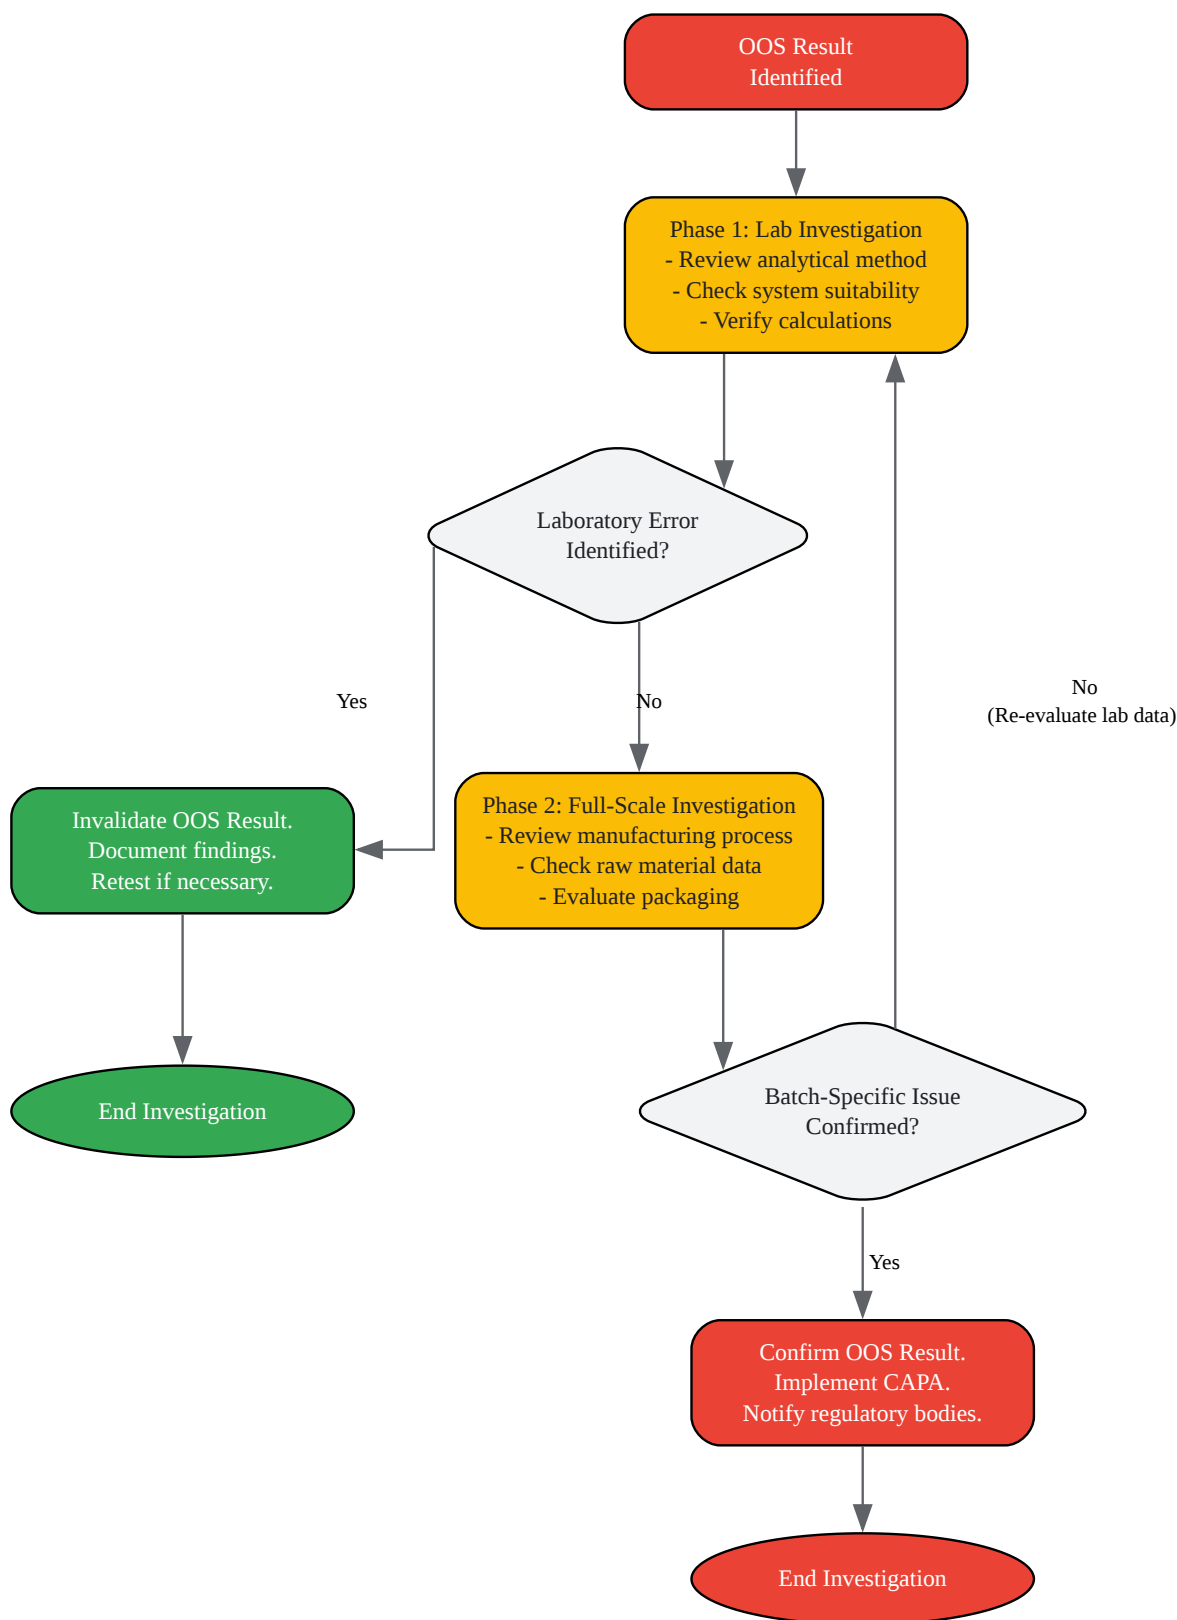 OOS Result
Identified
Phase 1: Lab Investigation
- Review analytical method
- Check system suitability
- Verify calculations
Laboratory Error
Identified?
Yes
No
No
(Re-evaluate lab data)
Invalidate OOS Result.
Document findings.
Retest if necessary.
Phase 2: Full-Scale Investigation
- Review manufacturing process
- Check raw material data
- Evaluate packaging
End Investigation
Batch-Specific Issue
Confirmed?
Yes
Confirm OOS Result.
Implement CAPA.
Notify regulatory bodies.
End Investigation